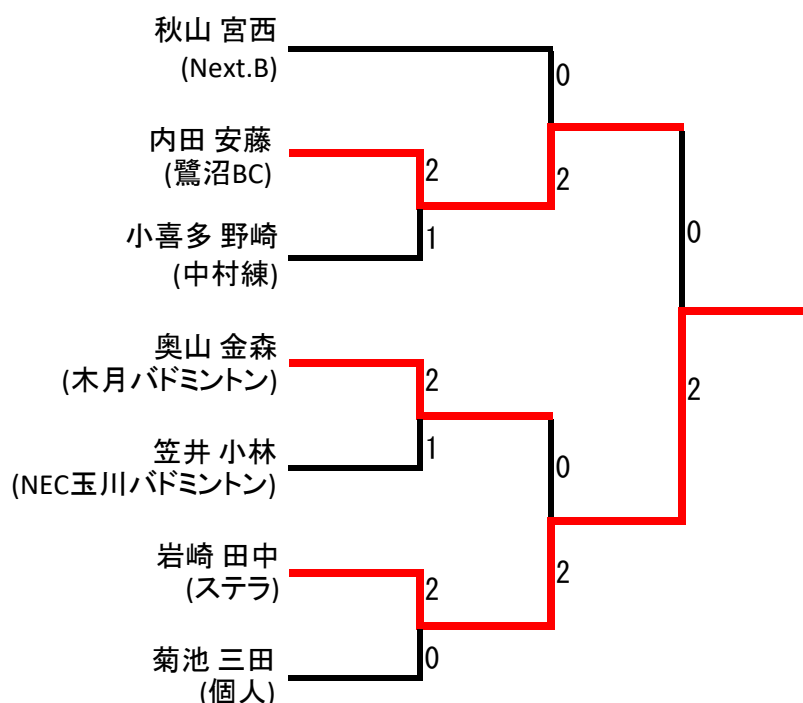 秋山 宮西
(Next.B)
0
内田 安藤
(鷺沼BC)
2
2
小喜多 野崎
(中村練)
1
0
奥山 金森
(木月バドミントン)
2
2
笠井 小林
(NEC玉川バドミントン)
1
0
岩崎 田中
(ステラ)
2
2
菊池 三田
(個人)
0